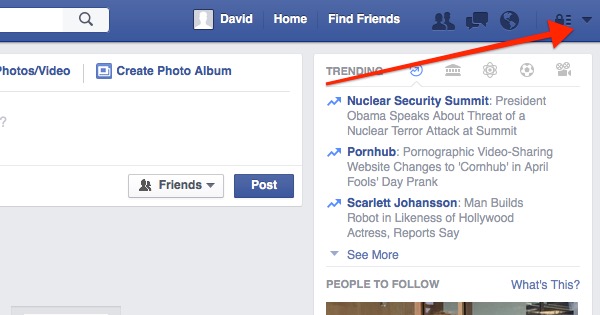 David Home Find Friends
Photos/Video Create Photo Album
?
Friends Post
TRENDING
Nuclear Security Summit: President
Obama Speaks About Threat of a
Nuclear Terror Attack at Summit
Pornhub: Pornographic Video-Sharing
Website Changes to 'Cornhub' in April
Fools' Day Prank
Scarlett Johansson: Man Builds
Robot in Likeness of Hollywood
Actress, Reports Say
See More
PEOPLE TO FOLLOW What's This?